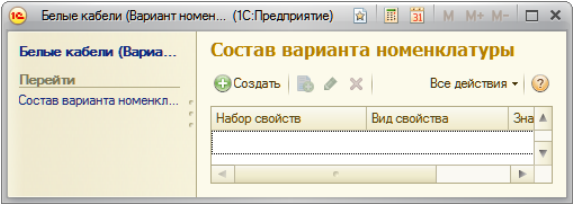 Белые кабели (Вариант номен... (1С:Предприятие)
31 M M+ M-
Белые кабели (Вариа...
Перейти
Состав варианта номенкл...
Состав варианта номенклатуры
Создать Все действия ?
Набор свойств Вид свойства Зна